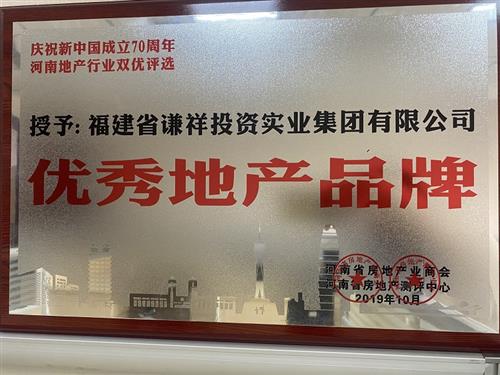 庆祝新中国成立70周年
河南地产行业双优评选
授予:福建省谦祥投资实业集团有限公司
优秀地产品牌
河南省房地产业商会
河南省房地产测评中心
2019年10月